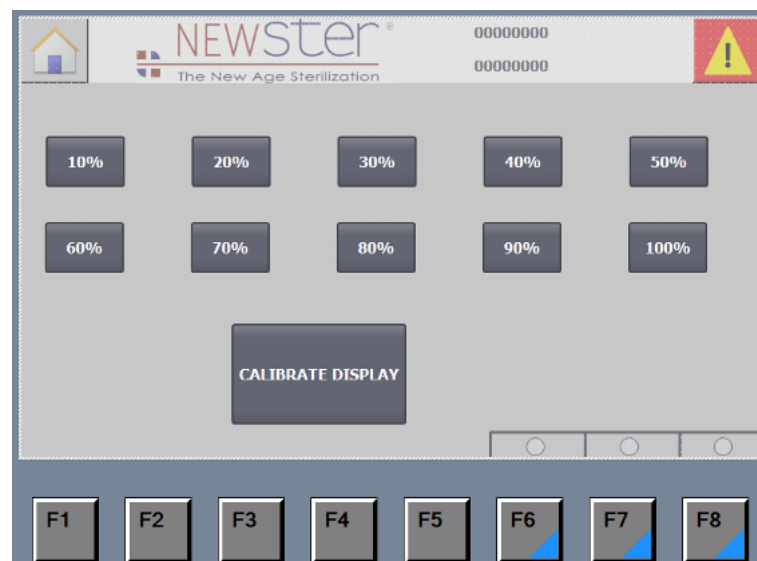 NEWSter®
The New Age Sterilization
00000000
00000000
10% 20% 30% 40% 50%
60% 70% 80% 90% 100%
CALIBRATE DISPLAY
F1 F2 F3 F4 F5 F6 F7 F8